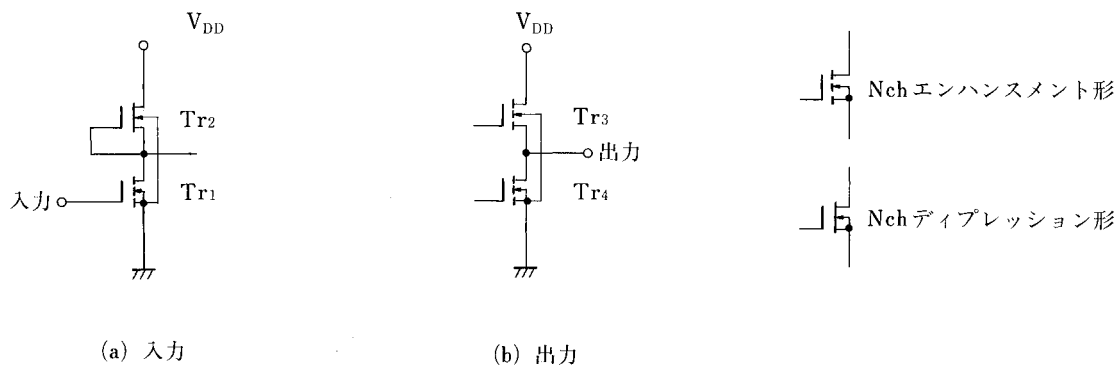 V_DD
Tr2
入力
Tr1
(a) 入力
V_DD
Tr3
出力
Tr4
(b) 出力
Nchエンハンスメント形
Nchディプレッション形